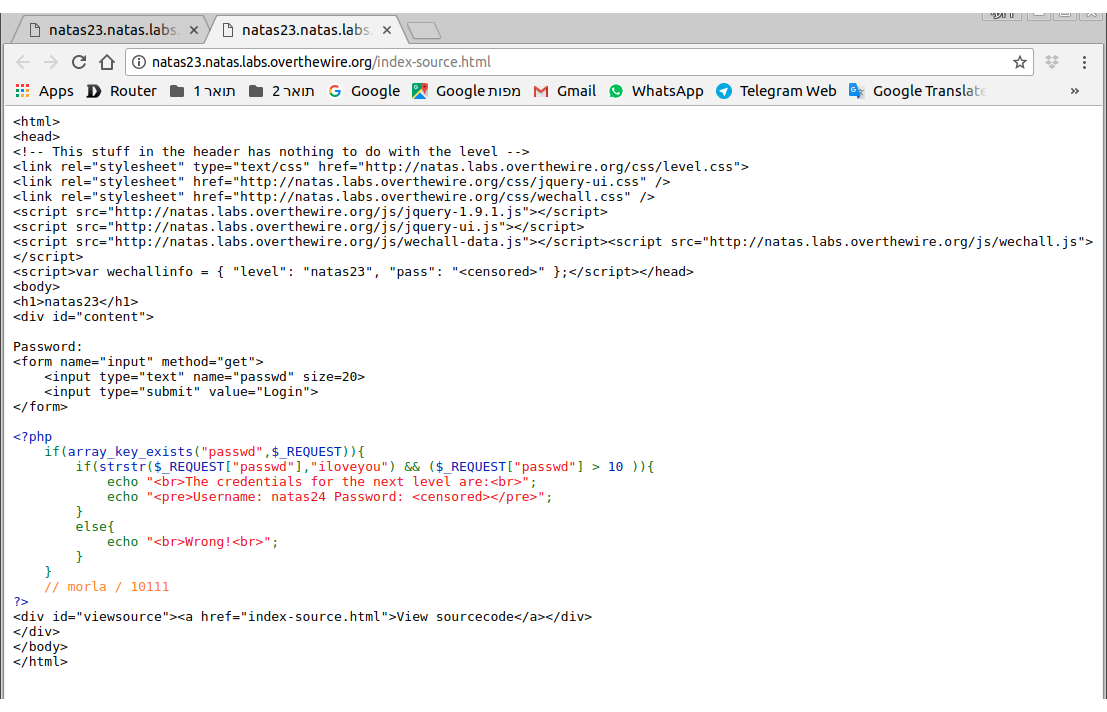 natas23.natas.labs. natas23.natas.labs.
natas23.natas.labs.overthewire.org/index-source.html
Apps Router תואר 1 תואר 2 Google Google מפות Gmail WhatsApp Telegram Web Google Translate »
<html>
<head>
<!-- This stuff in the header has nothing to do with the level -->
<link rel="stylesheet" type="text/css" href="http://natas.labs.overthewire.org/css/level.css">
<link rel="stylesheet" href="http://natas.labs.overthewire.org/css/jquery-ui.css" />
<link rel="stylesheet" href="http://natas.labs.overthewire.org/css/wechall.css" />
<script src="http://natas.labs.overthewire.org/js/jquery-1.9.1.js"></script>
<script src="http://natas.labs.overthewire.org/js/jquery-ui.js"></script>
<script src="http://natas.labs.overthewire.org/js/wechall-data.js"></script><script src="http://natas.labs.overthewire.org/js/wechall.js">
</script>
<script>var wechallinfo = { "level": "natas23", "pass": "<censored>" };</script></head>
<body>
<h1>natas23</h1>
<div id="content">

Password:
<form name="input" method="get">
    <input type="text" name="passwd" size=20>
    <input type="submit" value="Login">
</form>

<?php
    if(array_key_exists("passwd",$_REQUEST)){
        if(strstr($_REQUEST["passwd"],"iloveyou") && ($_REQUEST["passwd"] > 10 )){
            echo "<br>The credentials for the next level are:<br>";
            echo "<pre>Username: natas24 Password: <censored></pre>";
        }
        else{
            echo "<br>Wrong!<br>";
        }
    }
    // morla / 10111
?>
<div id="viewsource"><a href="index-source.html">View sourcecode</a></div>
</div>
</body>
</html>